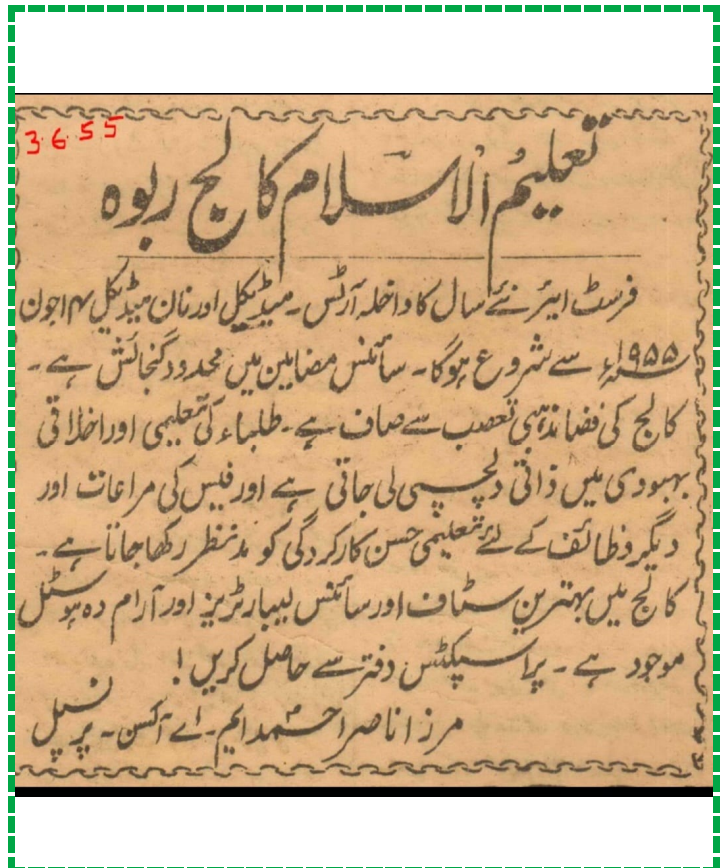 3.6.55
تعلیمُ الاسلام کالج ربوہ
فرسٹ ایئر نئے سال کا داخلہ آرٹس۔ میڈیکل اور نان میڈیکل ۱۴ جون
۱۹۵۵ء سے شروع ہوگا۔ سائنس مضامین میں محدود گنجائش ہے۔
کالج کی فضا مذہبی تعصب سے صاف ہے۔ طلباء کی تعلیمی اور اخلاقی
بہبودی میں ذاتی دلچسپی لی جاتی ہے اور فیس کی مراعات اور
دیگر وظائف کے لئے تعلیمی حسن کارکردگی کو مدنظر رکھا جاتا ہے۔
کالج میں بہترین سٹاف اور سائنس لیبارٹریز اور آرام دہ ہوسٹل
موجود ہے۔ پراسپکٹس دفتر سے حاصل کریں!
مرزا ناصر احمد ایم۔ اے آکسن۔ پرنسپل